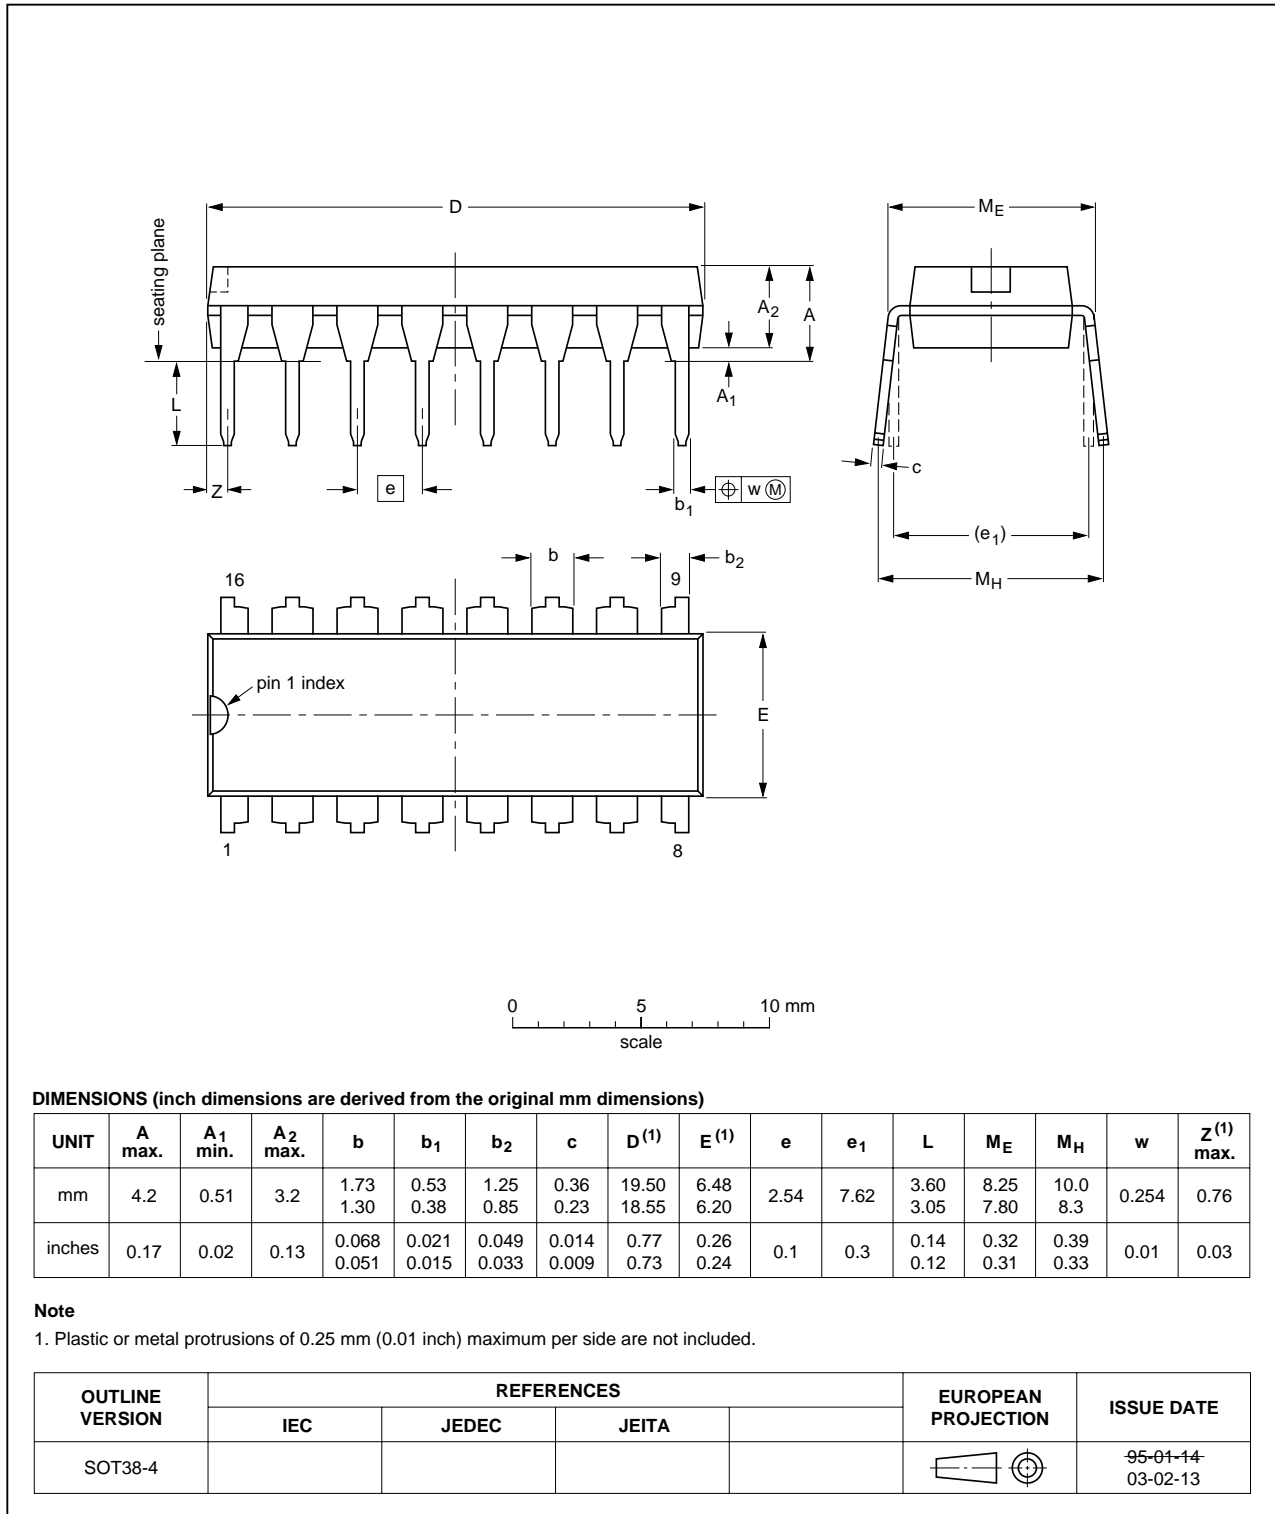 D
ME
seating plane
A2
A
A1
L
Z
e
b1
w M
c
(e1)
MH
b
b2
16
9
pin 1 index
E
1
8
0
5
10 mm
scale
DIMENSIONS (inch dimensions are derived from the original mm dimensions)
UNIT A max. A1 min. A2 max. b b1 b2 c D(1) E(1) e e1 L ME MH w Z(1) max.
mm 4.2 0.51 3.2 1.73 1.30 0.53 0.38 1.25 0.85 0.36 0.23 19.50 18.55 6.48 6.20 2.54 7.62 3.60 3.05 8.25 7.80 10.0 8.3 0.254 0.76
inches 0.17 0.02 0.13 0.068 0.051 0.021 0.015 0.049 0.033 0.014 0.009 0.77 0.73 0.26 0.24 0.1 0.3 0.14 0.12 0.32 0.31 0.39 0.33 0.01 0.03
Note
1. Plastic or metal protrusions of 0.25 mm (0.01 inch) maximum per side are not included.
OUTLINE VERSION
REFERENCES
EUROPEAN PROJECTION
ISSUE DATE
IEC
JEDEC
JEITA
SOT38-4
95-01-14
03-02-13